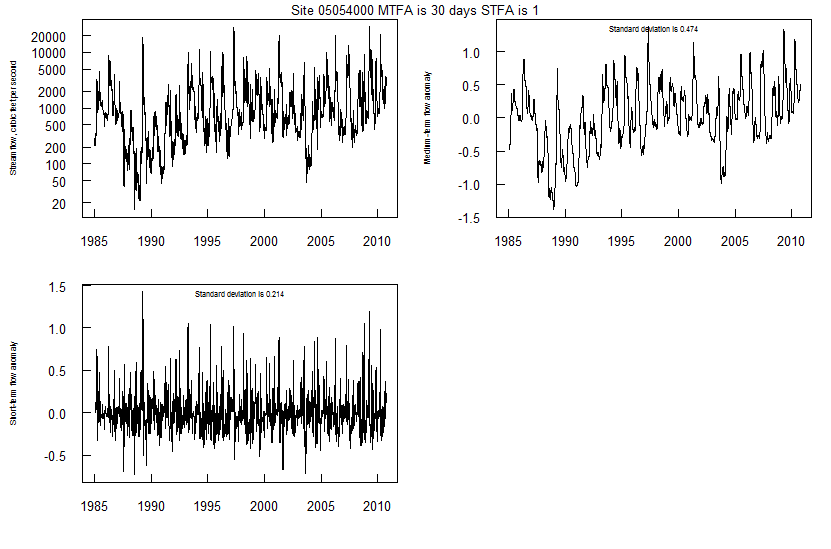 Site 05054000 MTFA is 30 days STFA is 1
Streamflow, cubic feet per second
20000
10000
5000
2000
1000
500
200
100
50
20
1985 1990 1995 2000 2005 2010
Medium-term flow anomaly
Standard deviation is 0.474
1.0
0.5
0.0
-0.5
-1.0
-1.5
1985 1990 1995 2000 2005 2010
Short-term flow anomaly
Standard deviation is 0.214
1.5
1.0
0.5
0.0
-0.5
1985 1990 1995 2000 2005 2010